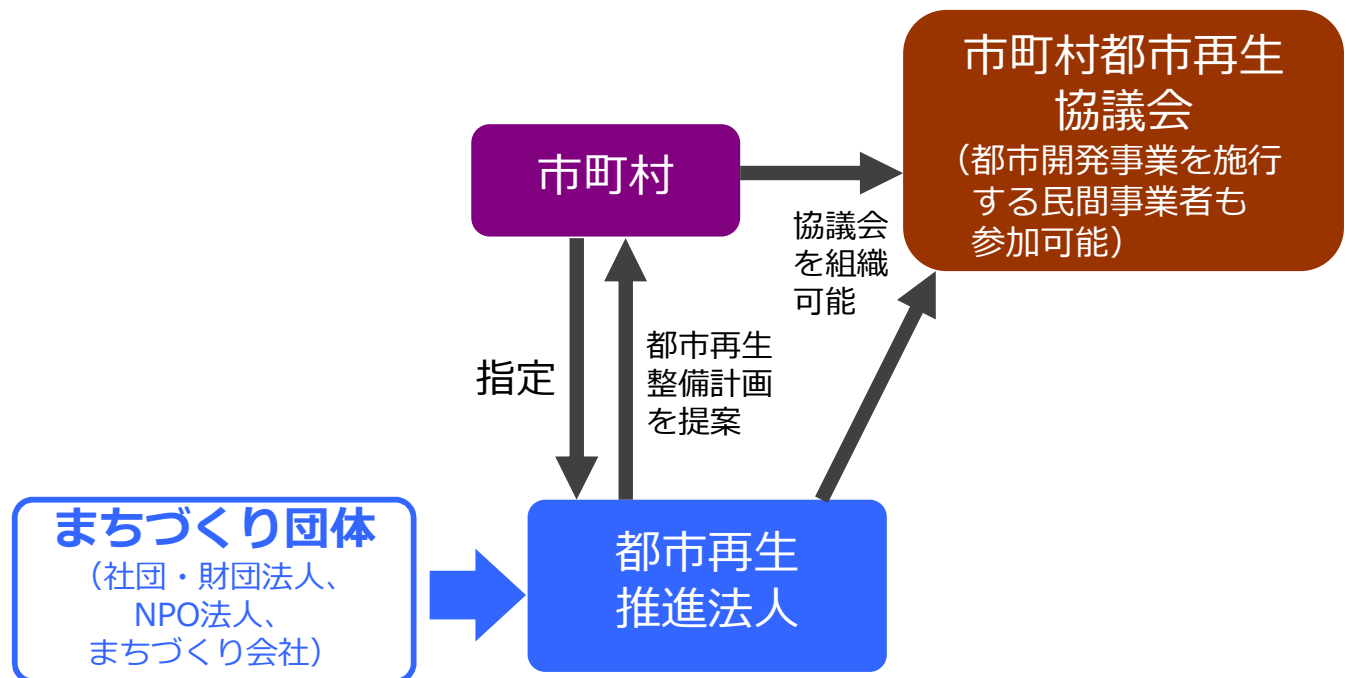 市町村都市再生
協議会
（都市開発事業を施行
する民間事業者も
参加可能）
市町村
協議会
を組織
可能
指定
都市再生
整備計画
を提案
まちづくり団体
（社団・財団法人、
NPO法人、
まちづくり会社）
都市再生
推進法人